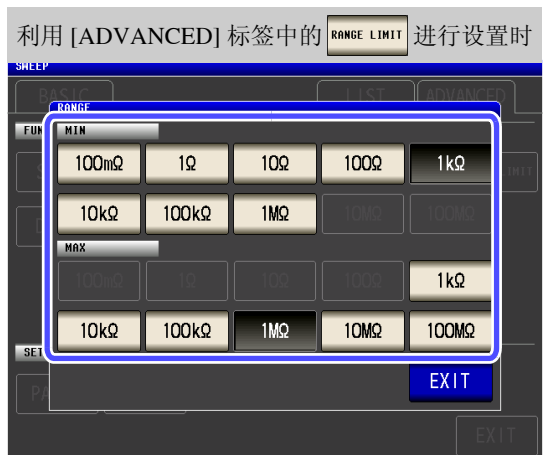 利用 [ADVANCED] 标签中的 RANGE LIMIT 进行设置时
SWEEP
BASIC LIST ADVANCED
RANGE
FUN MIN
100mΩ 1Ω 10Ω 100Ω 1kΩ
10kΩ 100kΩ 1MΩ 10MΩ 100MΩ
MAX
100mΩ 1Ω 10Ω 100Ω 1kΩ
10kΩ 100kΩ 1MΩ 10MΩ 100MΩ
SET
PA
EXIT
EXIT